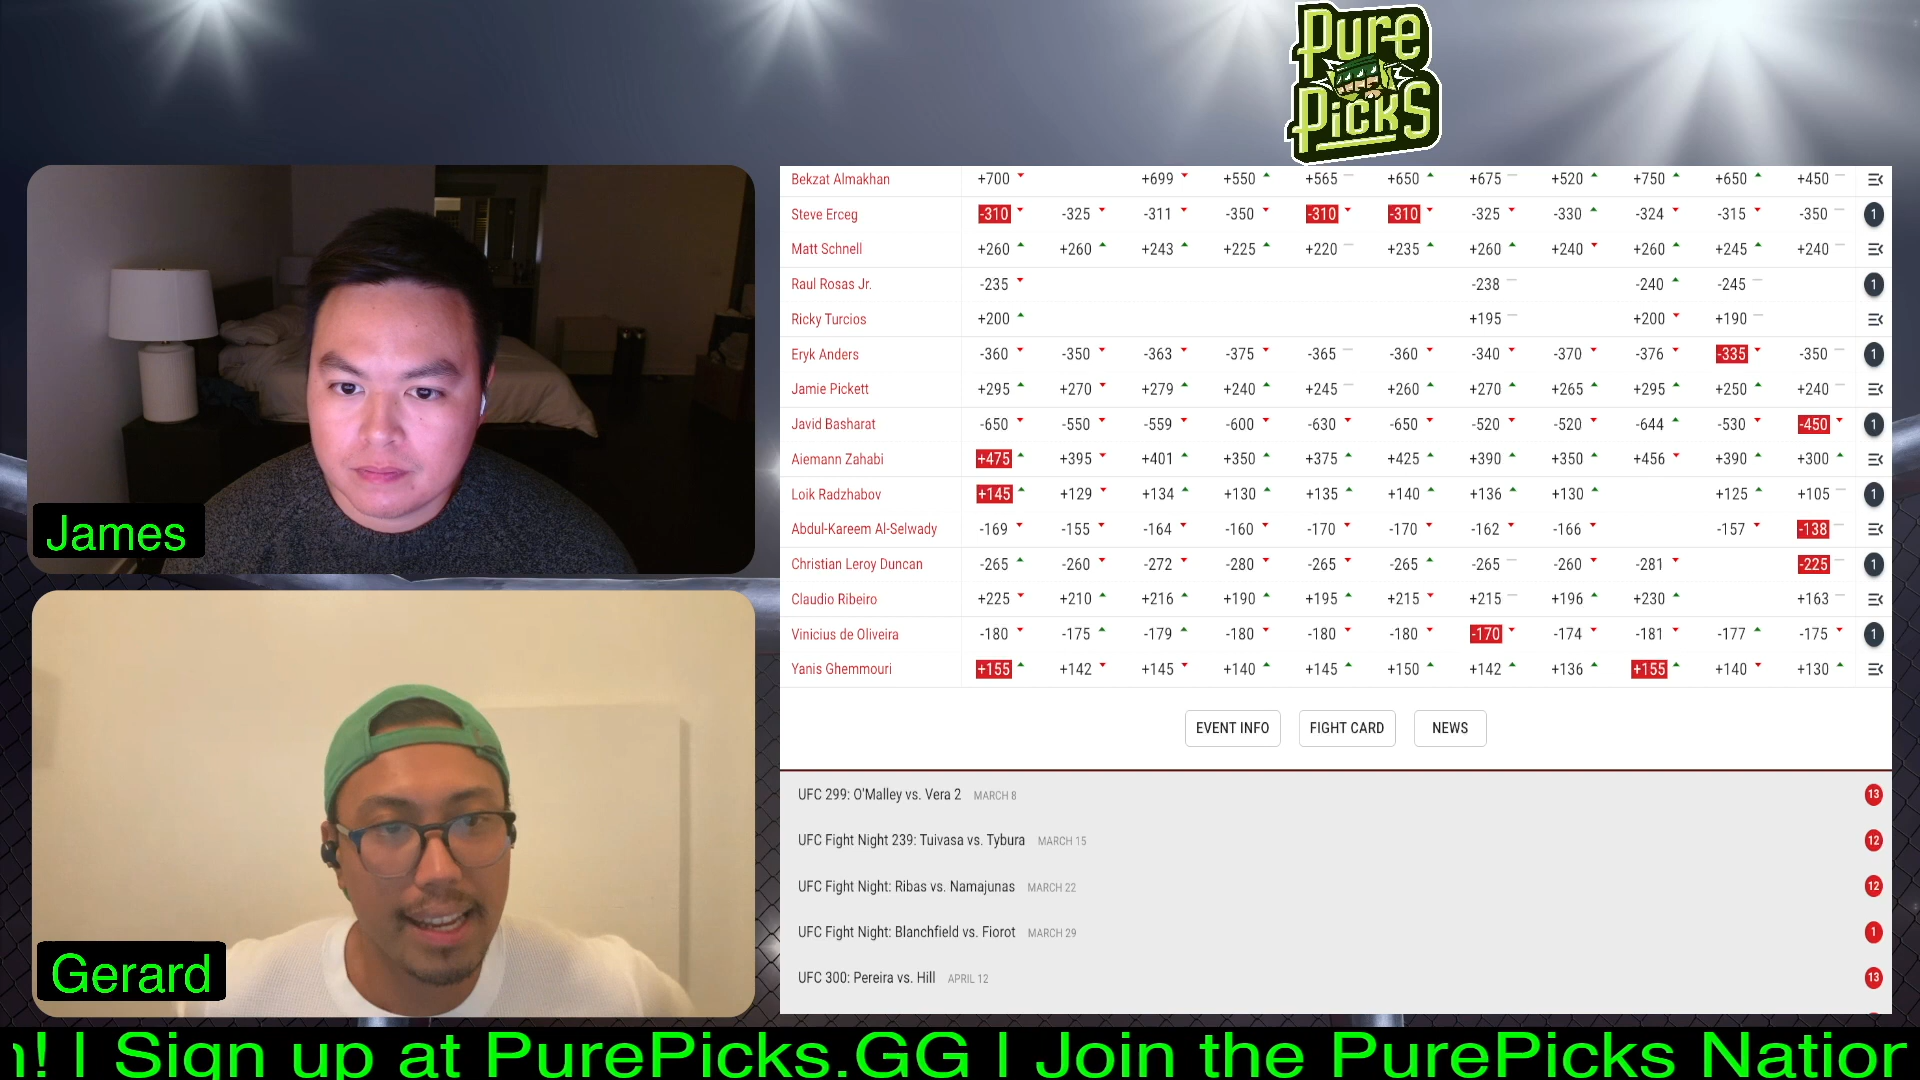 Pure
Picks
Bekzat Almakhan +700 +699 +550 +565 +650 +675 +520 +750 +650 +450
Steve Erceg -310 -325 -311 -350 -310 -310 -325 -330 -324 -315 -350 1
Matt Schnell +260 +260 +243 +225 +220 +235 +260 +240 +260 +245 +240
Raul Rosas Jr. -235 -238 -240 -245 1
Ricky Turcios +200 +195 +200 +190
Eryk Anders -360 -350 -363 -375 -365 -360 -340 -370 -376 -335 -350 1
Jamie Pickett +295 +270 +279 +240 +245 +260 +270 +265 +295 +250 +240
Javid Basharat -650 -550 -559 -600 -630 -650 -520 -520 -644 -530 -450 1
Aiemann Zahabi +475 +395 +401 +350 +375 +425 +390 +350 +456 +390 +300
Loik Radzhabov +145 +129 +134 +130 +135 +140 +136 +130 +125 +105 1
Abdul-Kareem Al-Selwady -169 -155 -164 -160 -170 -170 -162 -166 -157 -138
Christian Leroy Duncan -265 -260 -272 -280 -265 -265 -265 -260 -281 -225 1
Claudio Ribeiro +225 +210 +216 +190 +195 +215 +215 +196 +230 +163
Vinicius de Oliveira -180 -175 -179 -180 -180 -180 -170 -174 -181 -177 -175 1
Yanis Ghemmouri +155 +142 +145 +140 +145 +150 +142 +136 +155 +140 +130
EVENT INFO FIGHT CARD NEWS
UFC 299: O'Malley vs. Vera 2 MARCH 8 13
UFC Fight Night 239: Tuivasa vs. Tybura MARCH 15 12
UFC Fight Night: Ribas vs. Namajunas MARCH 22 12
UFC Fight Night: Blanchfield vs. Fiorot MARCH 29 1
UFC 300: Pereira vs. Hill APRIL 12 13
James
Gerard
! | Sign up at PurePicks.GG | Join the PurePicks Nation